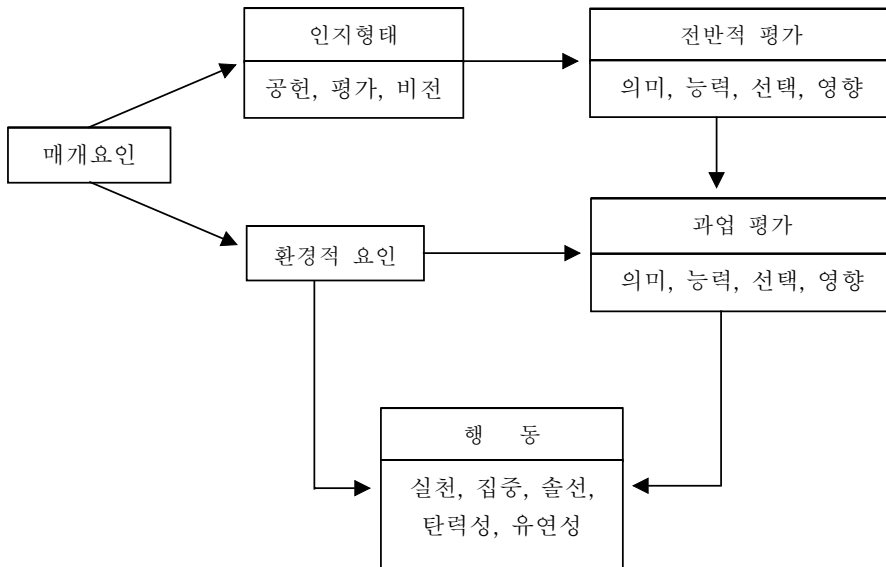 인지형태
공헌, 평가, 비전
전반적 평가
의미, 능력, 선택, 영향
매개요인
환경적 요인
과업 평가
의미, 능력, 선택, 영향
행 동
실천, 집중, 솔선,
탄력성, 유연성